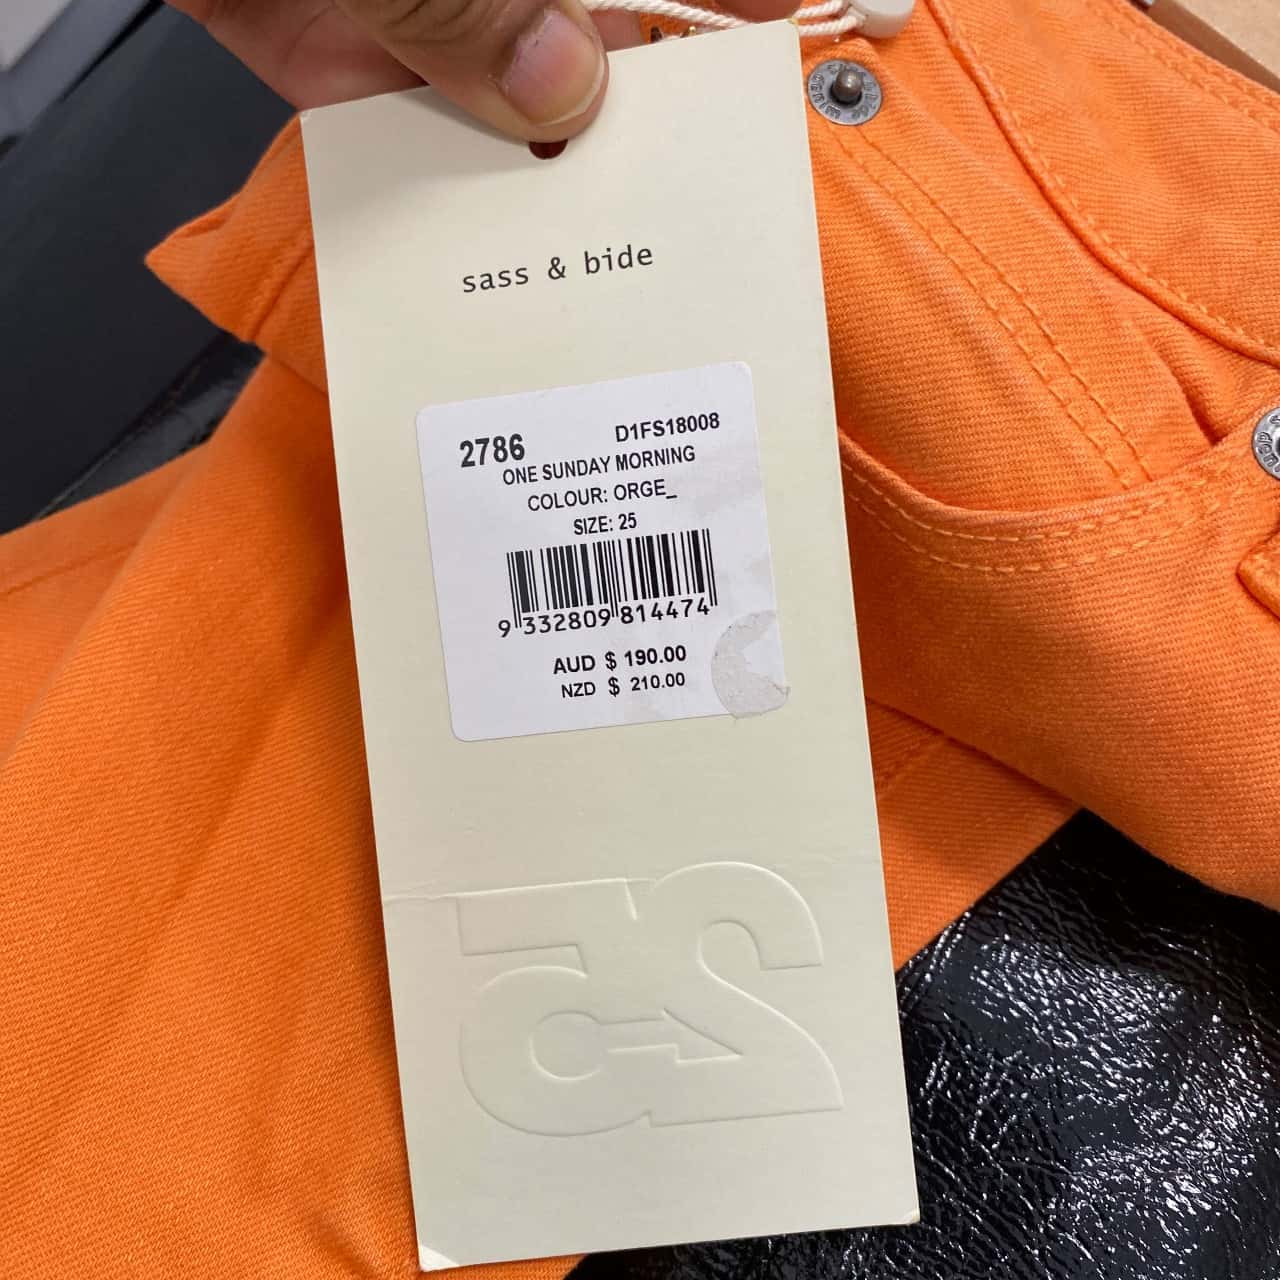 sass & bide
2786 D1FS18008
ONE SUNDAY MORNING
COLOUR: ORGE_
SIZE: 25
9 332809 814474
AUD $ 190.00
NZD $ 210.00